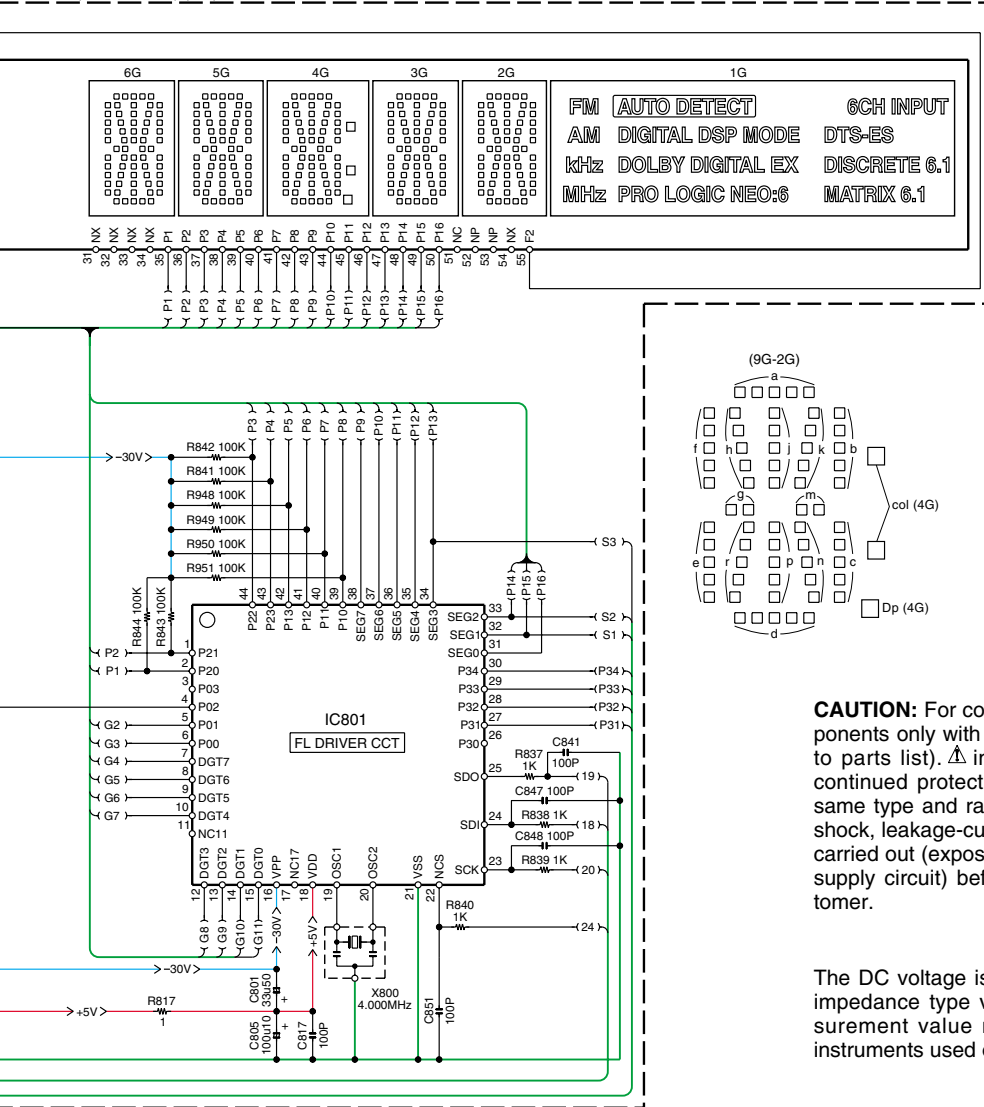 6G 5G 4G 3G 2G 1G
FM AUTO DETECT 6CH INPUT
AM DIGITAL DSP MODE DTS-ES
kHz DOLBY DIGITAL EX DISCRETE 6.1
MHz PRO LOGIC NEO:6 MATRIX 6.1
NX NX NX NX P1 P2 P3 P4 P5 P6 P7 P8 P9 P10 P11 P12 P13 P14 P15 P16 NC NP NP NX F2
31 32 33 34 35 36 37 38 39 40 41 42 43 44 45 46 47 48 49 50 51 52 53 54 55
P1 P2 P3 P4 P5 P6 P7 P8 P9 P10 P11 P12 P13 P14 P15 P16
(9G-2G)
a
f h j k b
g m
e r p n c
d
col (4G)
Dp (4G)
P3 P4 P5 P6 P7 P8 P9 P10 P11 P12 P13
-30V
R842 100K
R841 100K
R948 100K
R949 100K
R950 100K
R951 100K
R844 100K
R843 100K
S3
P14 P15 P16
44 43 42 41 40 39 38 37 36 35 34
P22 P23 P13 P12 P11 P10 SEG7 SEG6 SEG5 SEG4 SEG3
SEG2 33 S2
SEG1 32 S1
SEG0 31
P34 30 P34
P33 29 P33
P32 28 P32
P31 27 P31
P30 26
SDO 25 R837 1K C841 100P 19
C847 100P
SDI 24 R838 1K 18
C848 100P
SCK 23 R839 1K 20
P2 1 P21
P1 2 P20
3 P03
4 P02
G2 5 P01
G3 6 P00
G4 7 DGT7
G5 8 DGT6
G6 9 DGT5
G7 10 DGT4
11 NC11
IC801
FL DRIVER CCT
DGT3 DGT2 DGT1 DGT0 VPP NC17 VDD OSC1 OSC2 VSS NCS
12 13 14 15 16 17 18 19 20 21 22
G8 G9 G10 G11 -30V +5V
R840
1K
24
-30V
C801
33u50
+
X800
4.000MHz
+5V
R817
1
C805
100u10
+
C817
100P
C851
100P
CAUTION: For co
ponents only with
to parts list). ⚠ in
continued protect
same type and ra
shock, leakage-cu
carried out (expos
supply circuit) bef
tomer.
The DC voltage is
impedance type v
surement value
instruments used